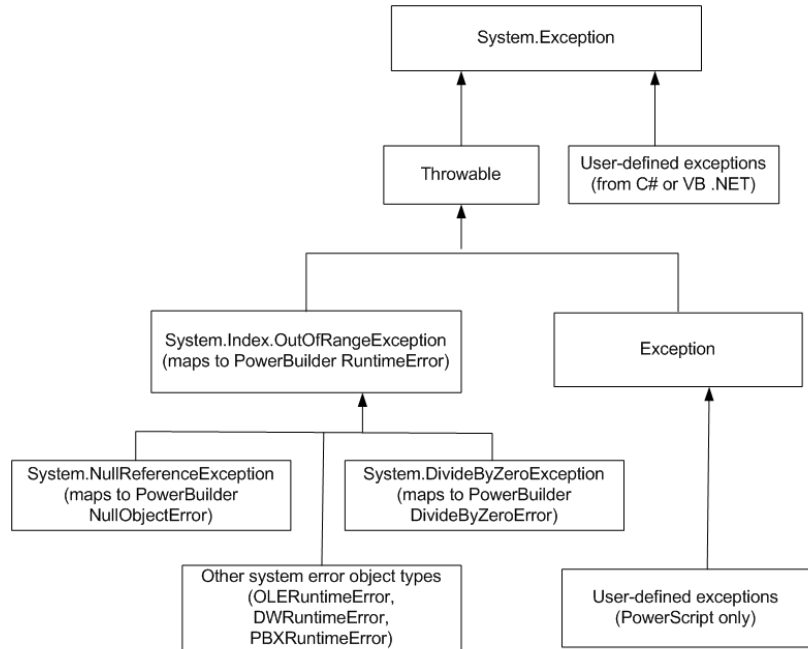 System.Exception
Throwable
User-defined exceptions
(from C# or VB .NET)
System.Index.OutOfRangeException
(maps to PowerBuilder RuntimeError)
Exception
System.NullReferenceException
(maps to PowerBuilder
NullObjectError)
System.DivideByZeroException
(maps to PowerBuilder
DivideByZeroError)
Other system error object types
(OLERuntimeError,
DWRuntimeError,
PBXRuntimeError)
User-defined exceptions
(PowerScript only)